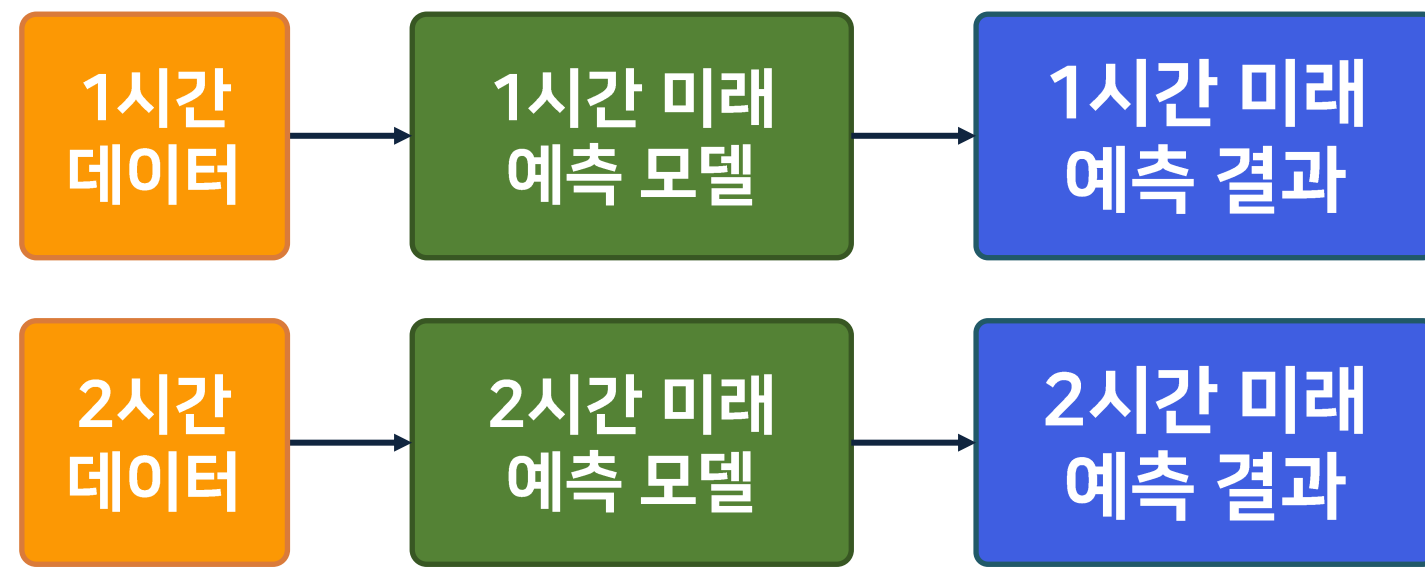 1시간
데이터
1시간 미래
예측 모델
1시간 미래
예측 결과
2시간
데이터
2시간 미래
예측 모델
2시간 미래
예측 결과